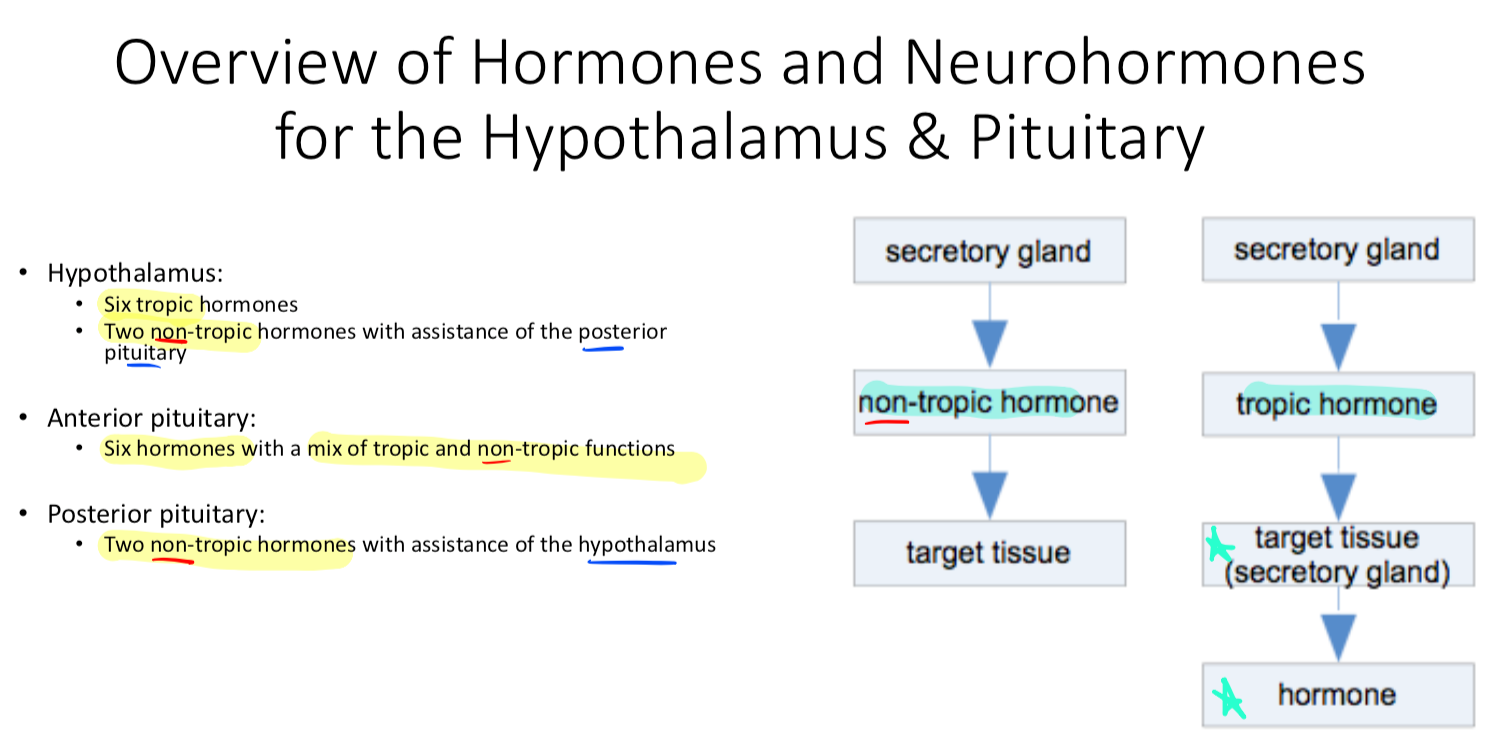 Overview of Hormones and Neurohormones
for the Hypothalamus & Pituitary
• Hypothalamus:
• Six tropic hormones
• Two non-tropic hormones with assistance of the posterior
pituitary
• Anterior pituitary:
• Six hormones with a mix of tropic and non-tropic functions
• Posterior pituitary:
• Two non-tropic hormones with assistance of the hypothalamus
secretory gland
non-tropic hormone
target tissue
secretory gland
tropic hormone
target tissue
(secretory gland)
hormone